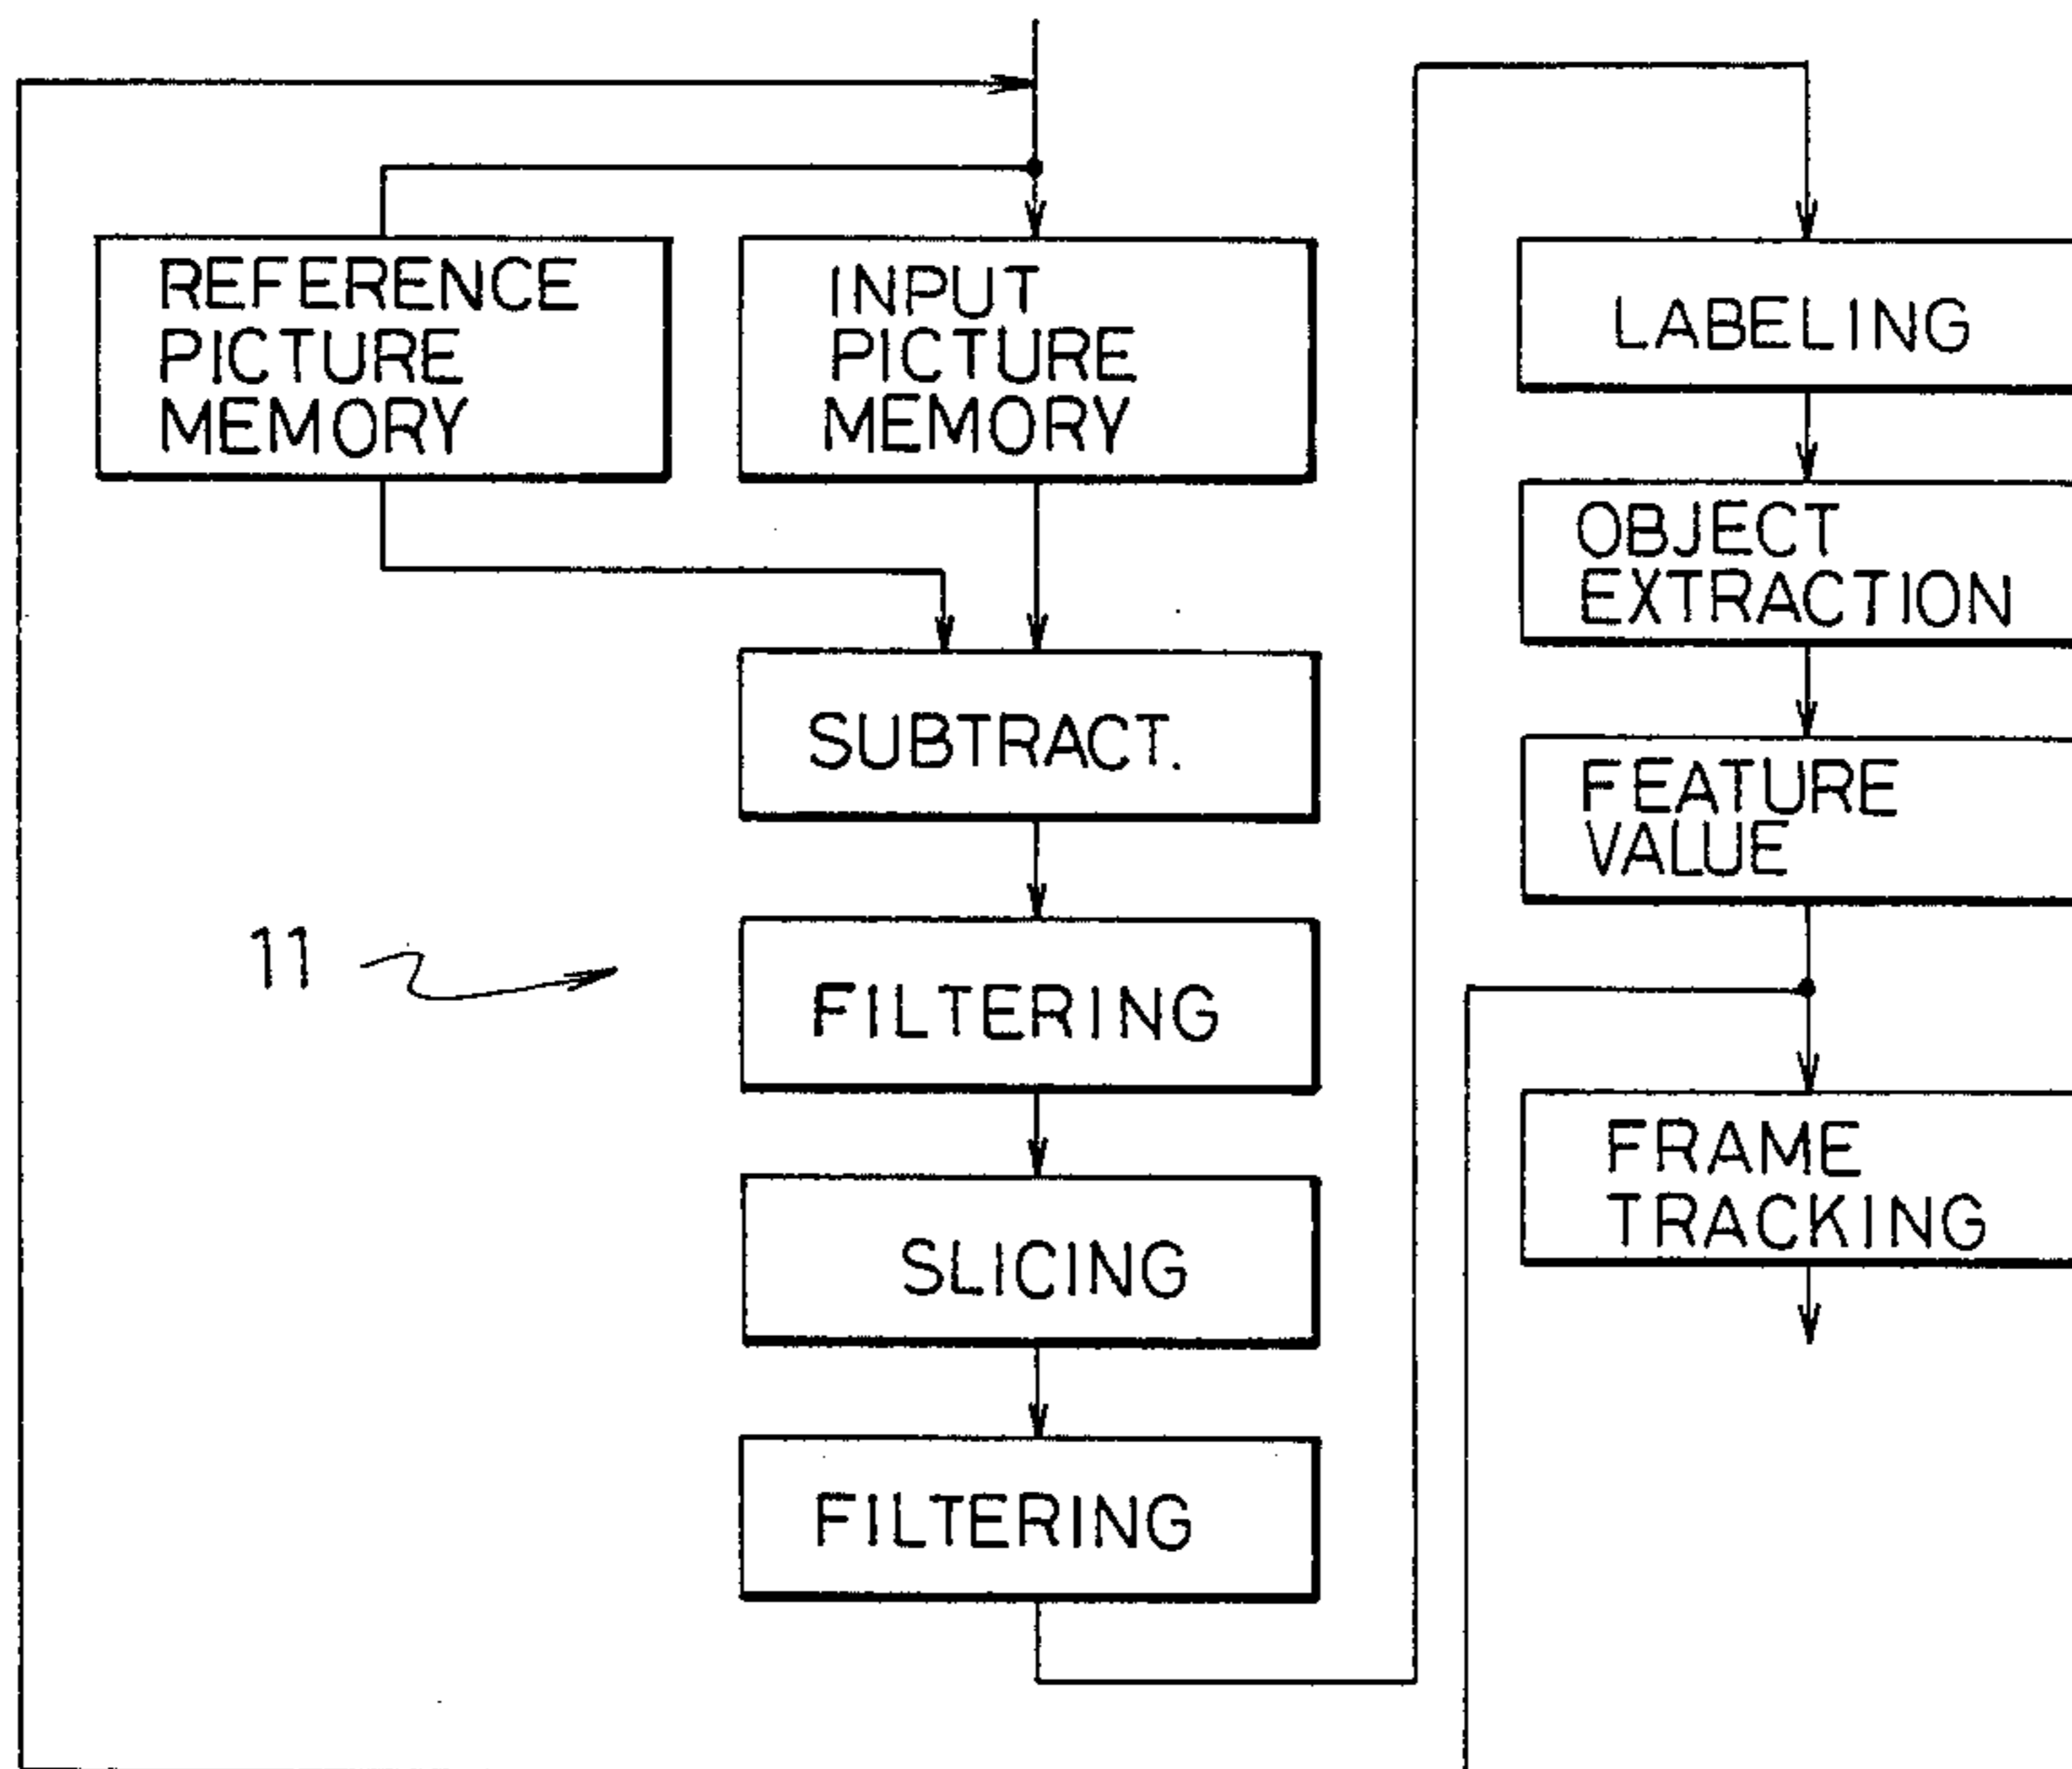 REFERENCE
PICTURE
MEMORY
INPUT
PICTURE
MEMORY
SUBTRACT.
11
FILTERING
SLICING
FILTERING
LABELING
OBJECT
EXTRACTION
FEATURE
VALUE
FRAME
TRACKING